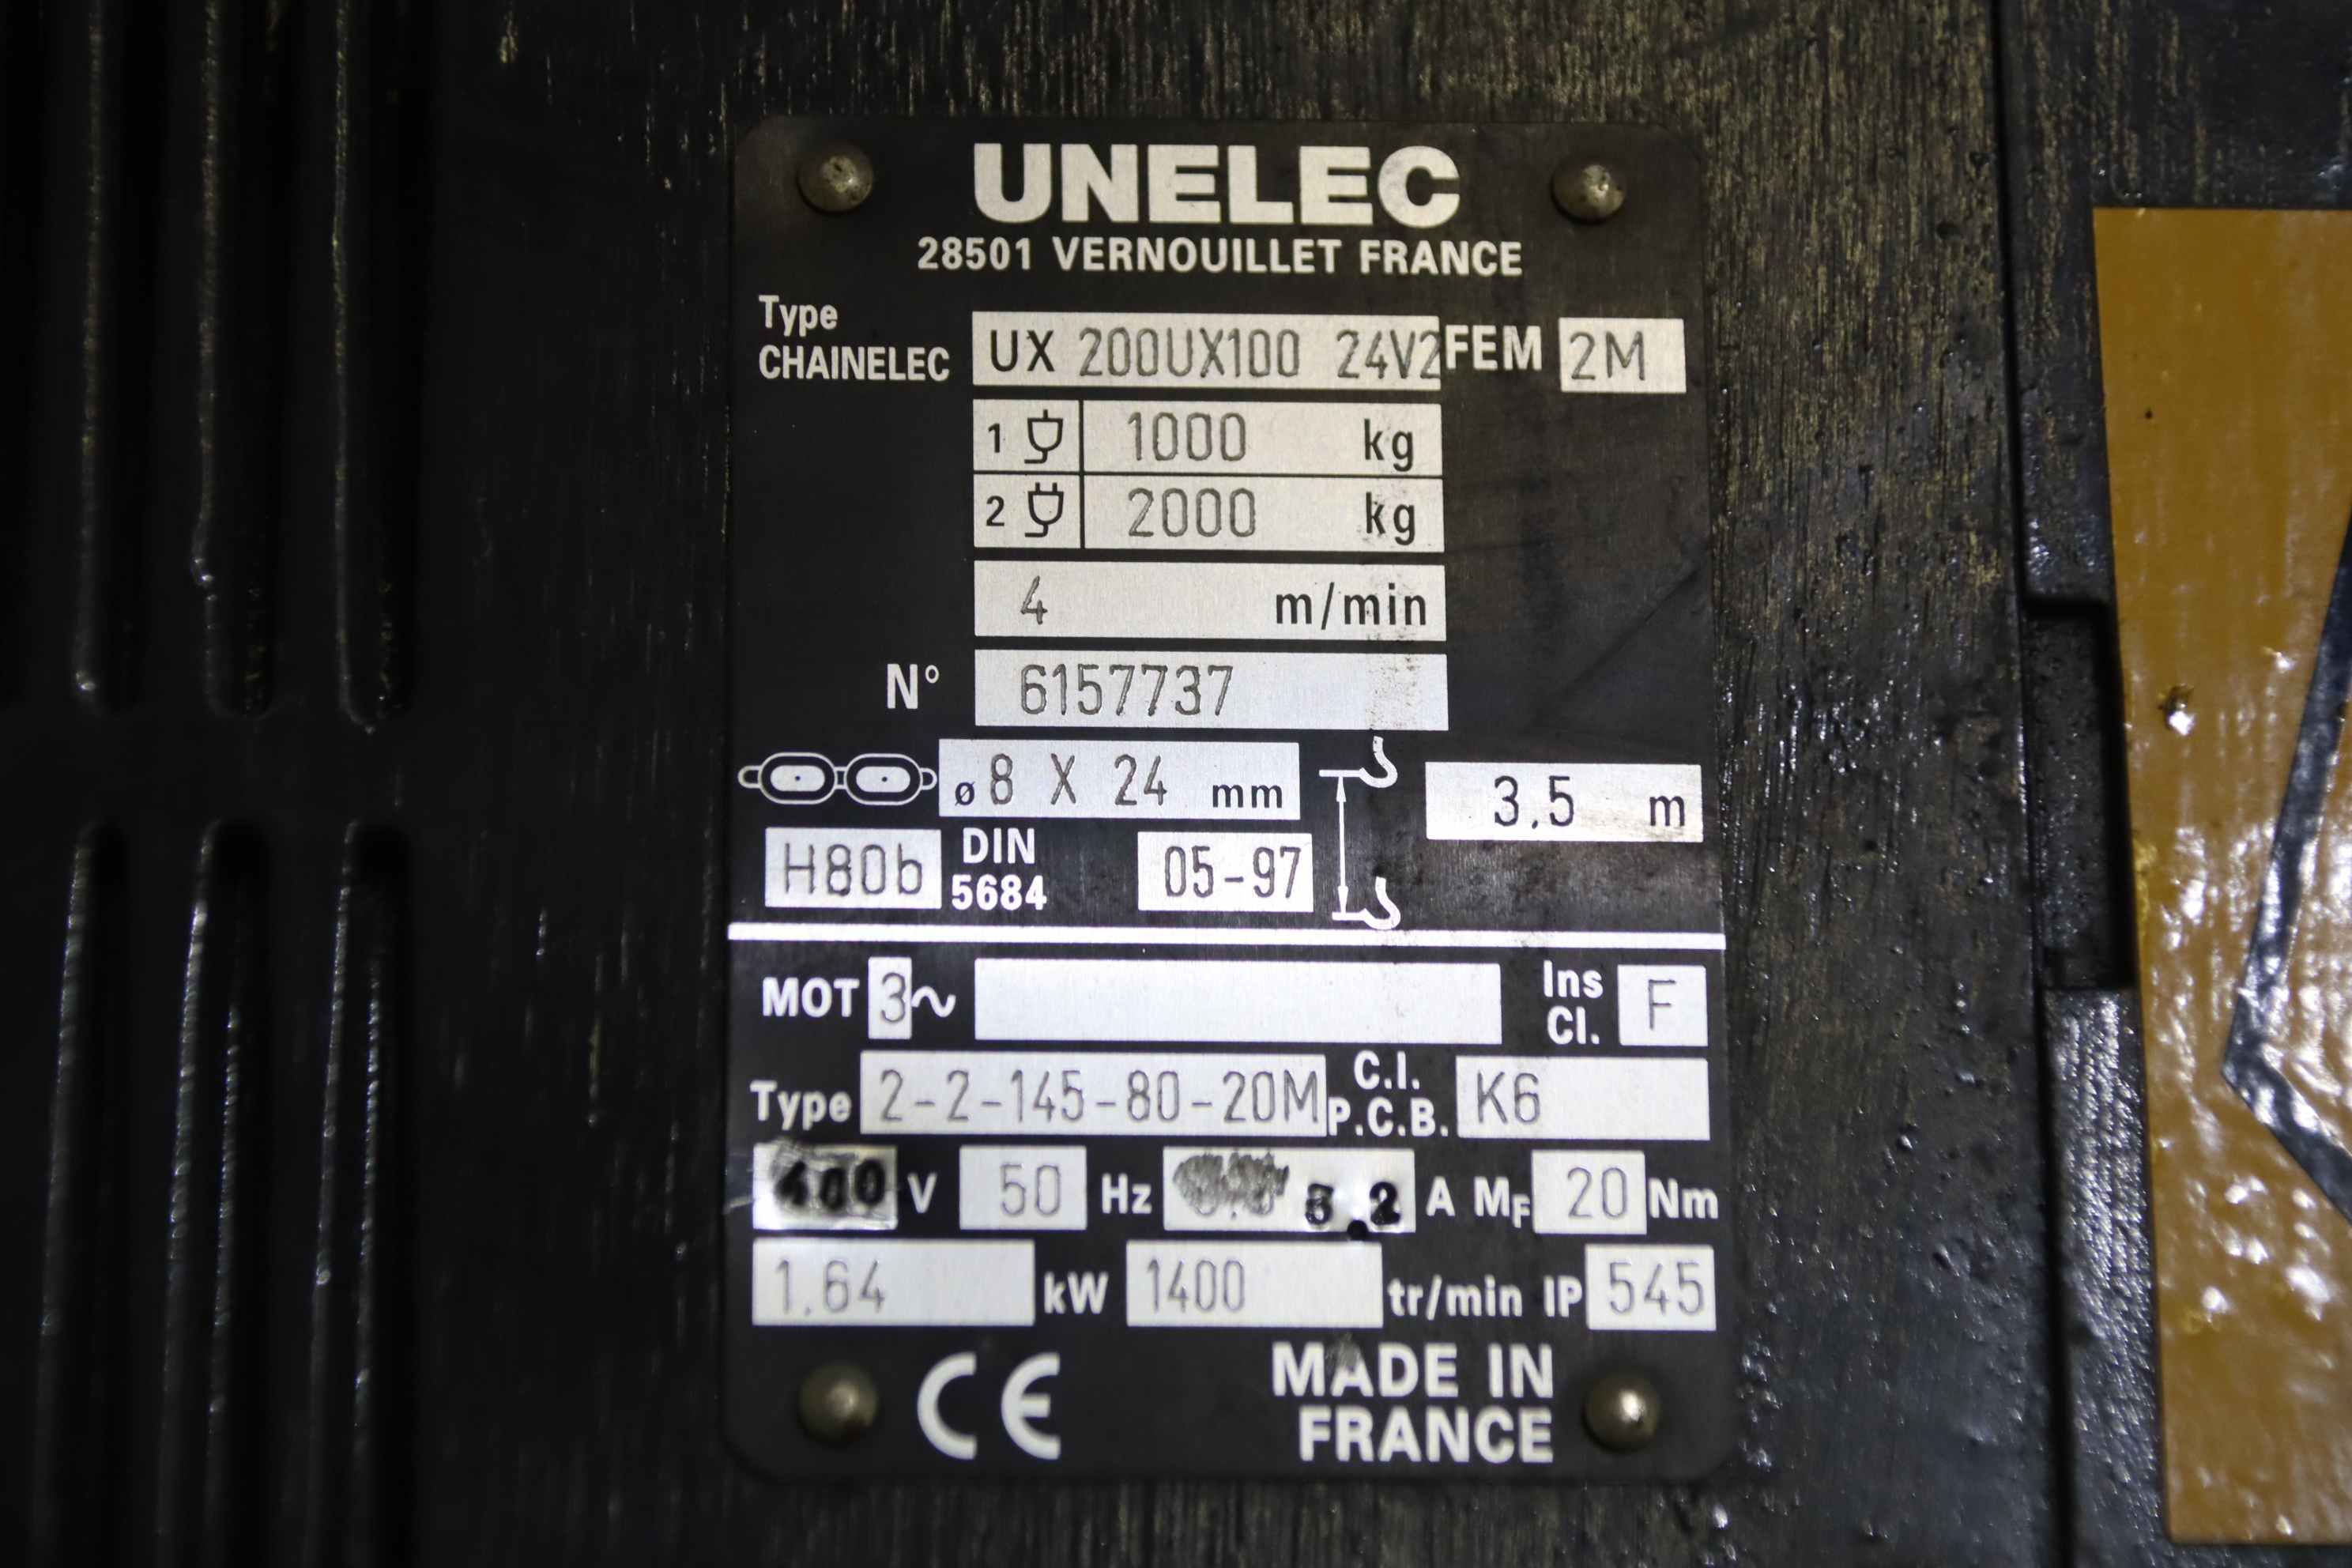 UNELEC
28501 VERNOUILLET FRANCE
Type
CHAINELEC UX 200UX100 24V2 FEM 2M
1 1000 kg
2 2000 kg
4 m/min
N° 6157737
ø 8 X 24 mm 3,5 m
H80b DIN 5684 05-97
MOT 3~ Ins Cl. F
Type 2-2-145-80-20M C.I. P.C.B. K6
400 V 50 Hz A MF 20 Nm
1,64 kW 1400 tr/min IP 545
CE MADE IN
FRANCE